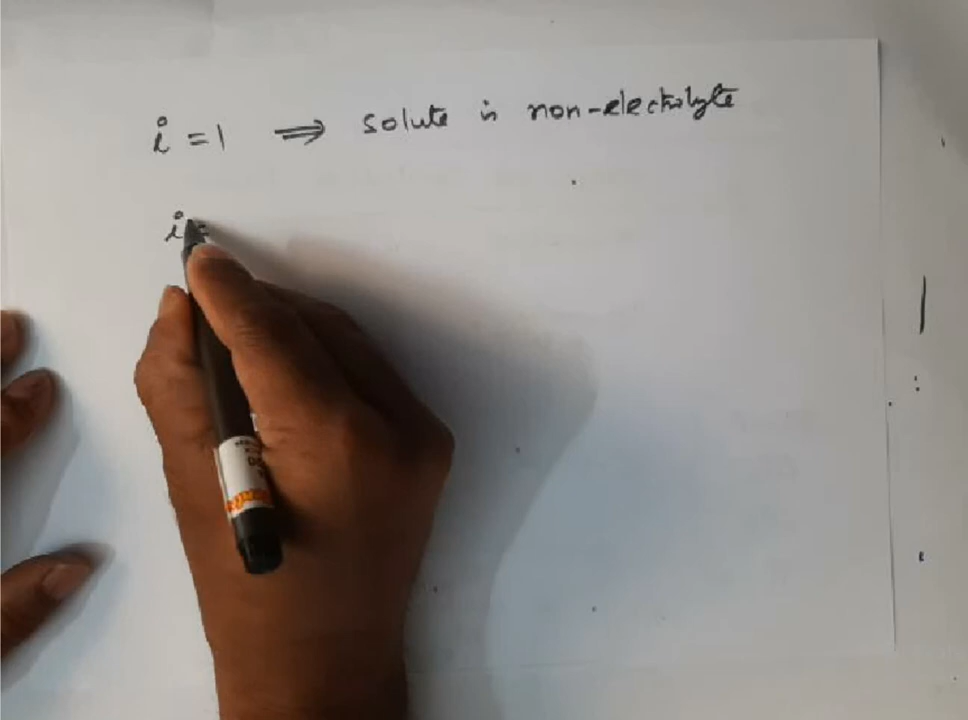 i = 1 ⇒ solute is non-electrolyte
i =